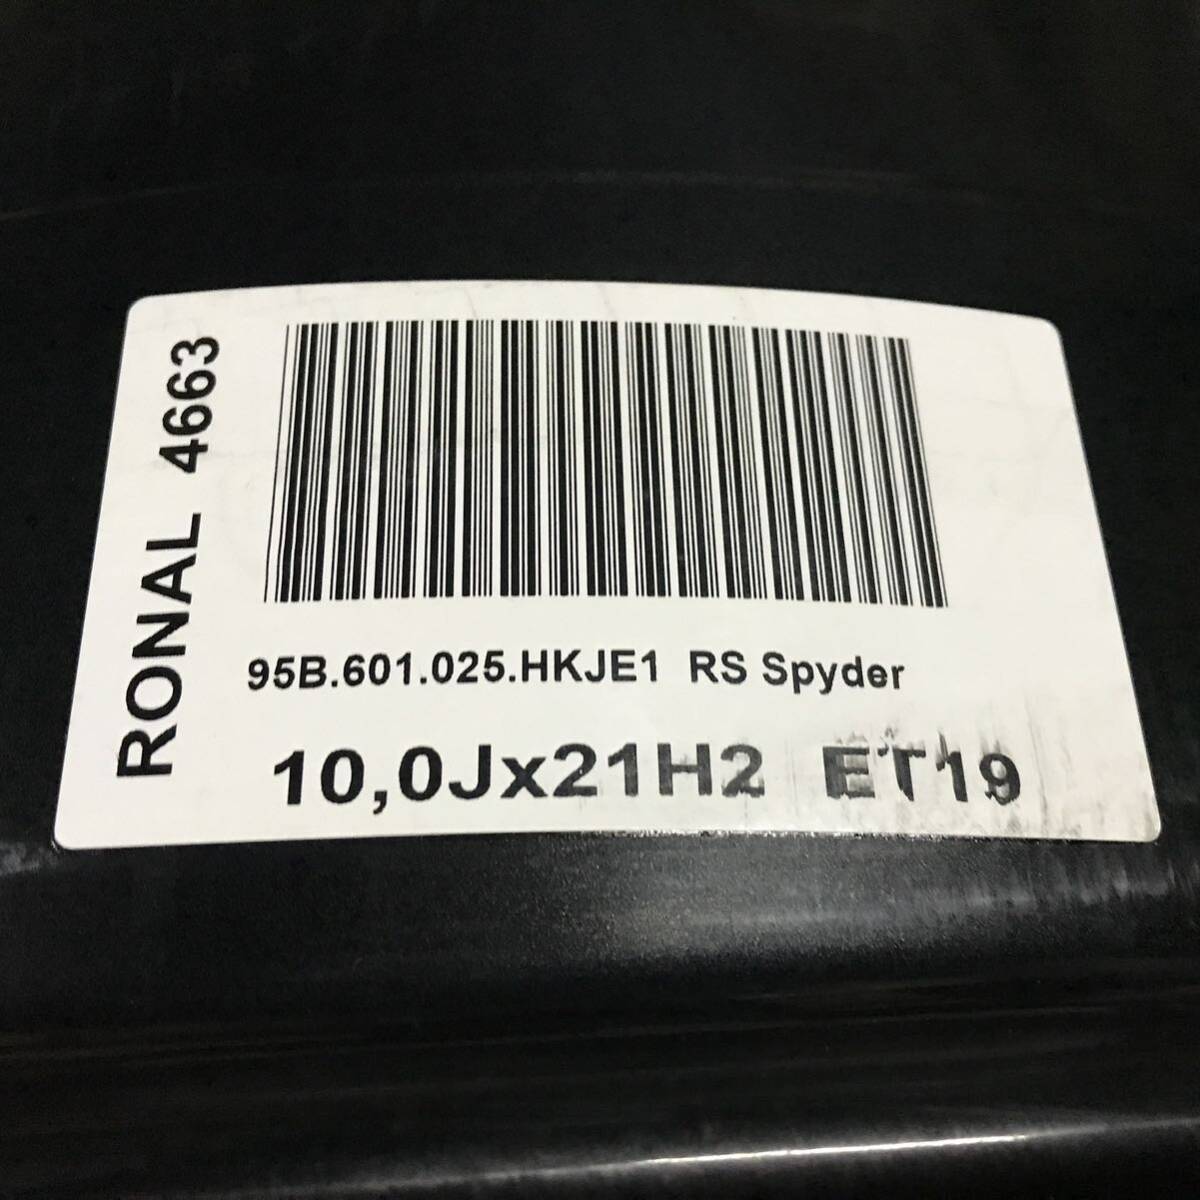 RONAL 4663
95B.601.025.HKJE1 RS Spyder
10,0Jx21H2 ET19